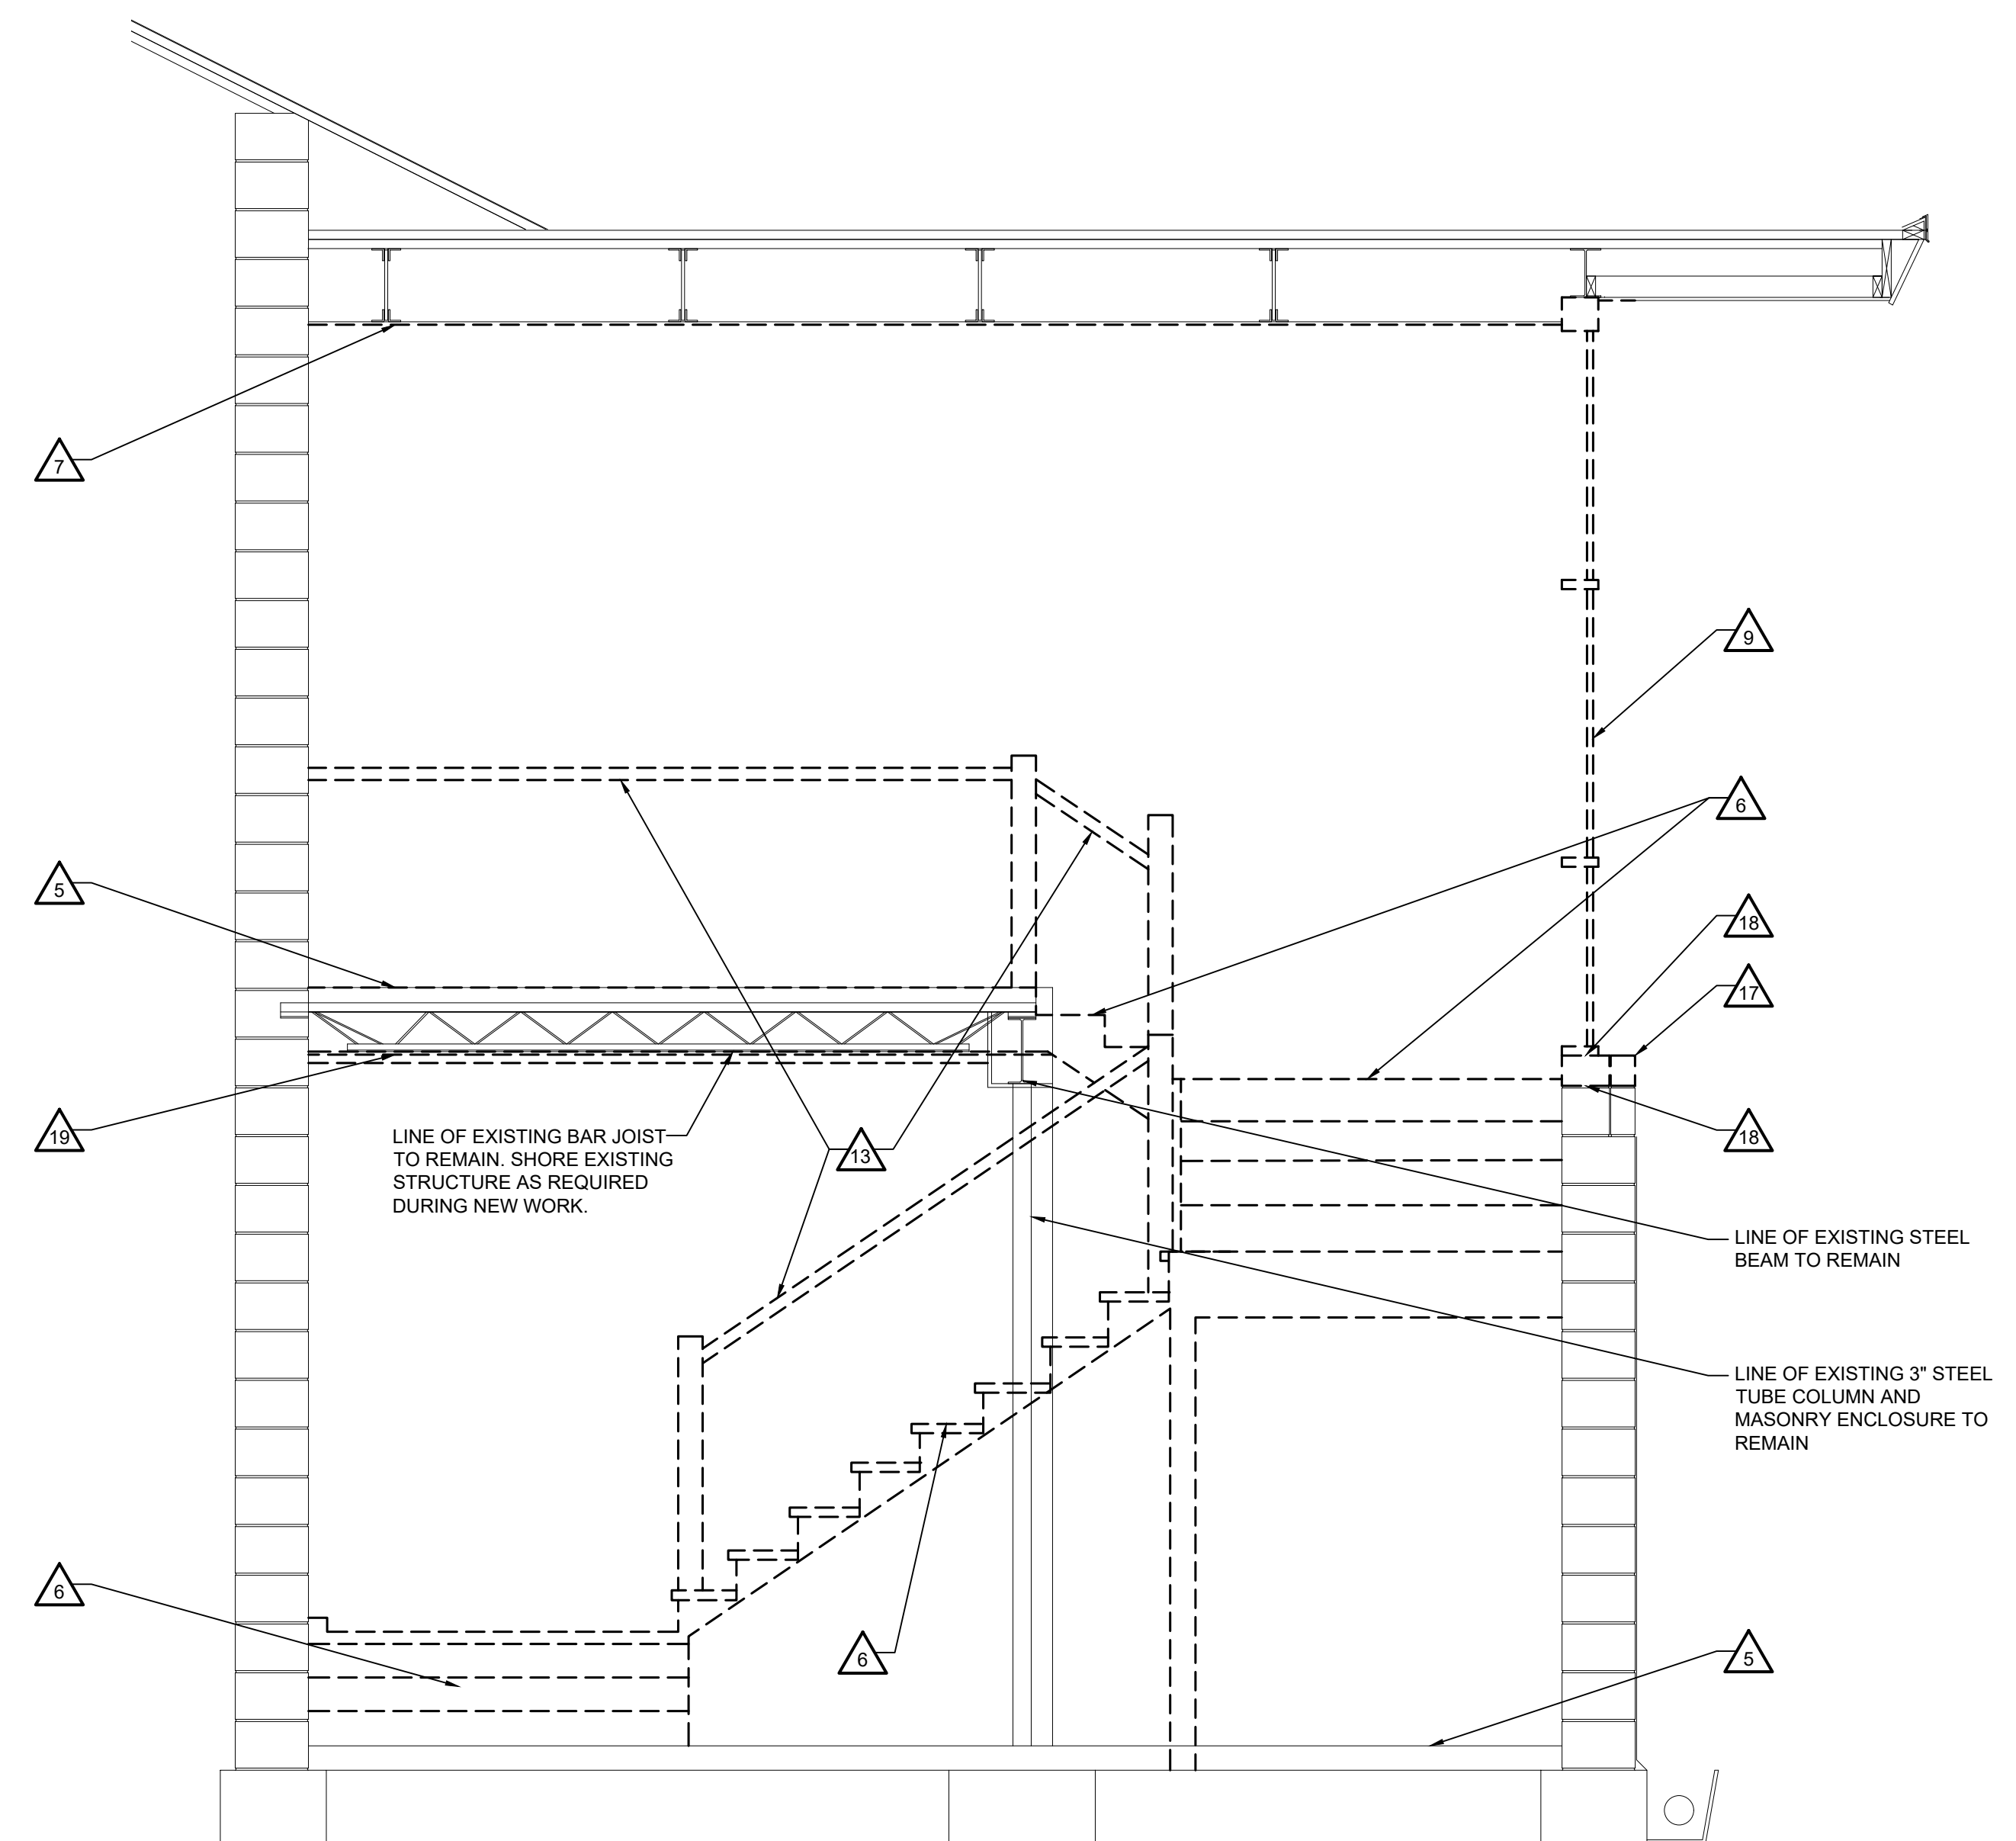 7
9
6
5
18
17
19
LINE OF EXISTING BAR JOIST
TO REMAIN. SHORE EXISTING
STRUCTURE AS REQUIRED
DURING NEW WORK.
13
18
LINE OF EXISTING STEEL
BEAM TO REMAIN
LINE OF EXISTING 3" STEEL
TUBE COLUMN AND
MASONRY ENCLOSURE TO
REMAIN
6
6
5